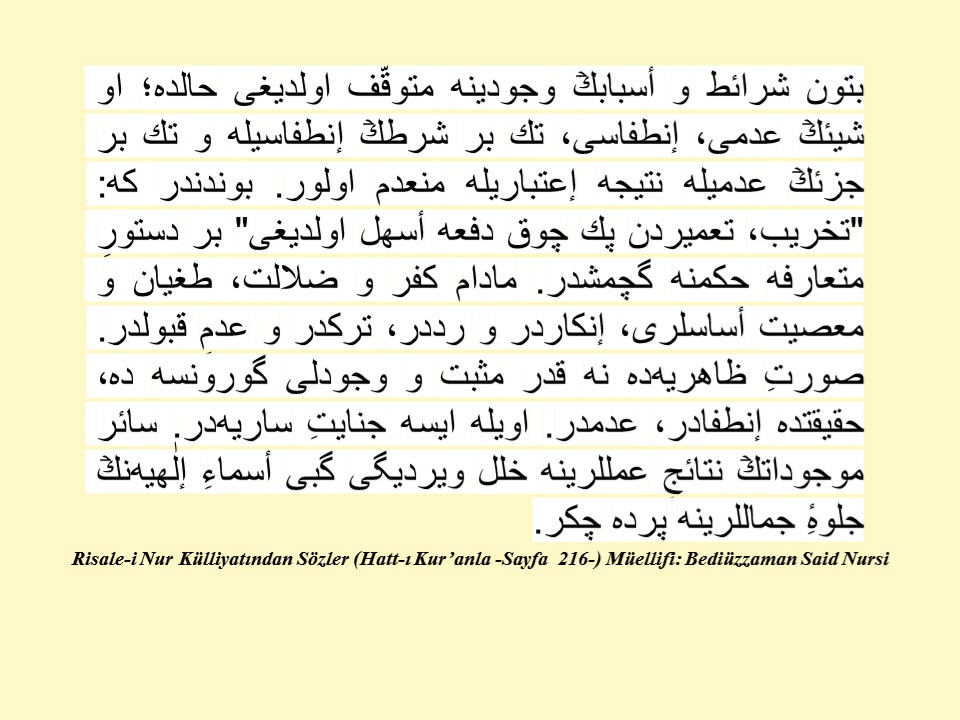 بتون شرائط و أسبابڭ وجودينه متوقّف اولديغى حالده؛ او
شيئڭ عدمى، إنطفاسى، تك بر شرطڭ إنطفاسيله و تك بر
جزئڭ عدميله نتيجه إعتباريله منعدم اولور. بوندندر كه:
"تخريب، تعميردن پك چوق دفعه أسهل اولديغى" بر دستورِ
متعارفه حكمنه گچمشدر. مادام كفر و ضلالت، طغيان و
معصيت أساسلرى، إنكاردر و رددر، تركدر و عدمِ قبولدر.
صورتِ ظاهريه‌ده نه قدر مثبت و وجودلى گورونسه ده،
حقيقتده إنطفادر، عدمدر. اويله ايسه جنايتِ ساريه‌در. سائر
موجوداتڭ نتائجِ عمللرينه خلل ويرديگى گبى أسماءِ إلٰهيه‌نڭ
جلوهٔ جماللرينه پرده چكر.
Risale-i Nur Külliyatından Sözler (Hatt-ı Kur’anla -Sayfa 216-) Müellifi: Bediüzzaman Said Nursi